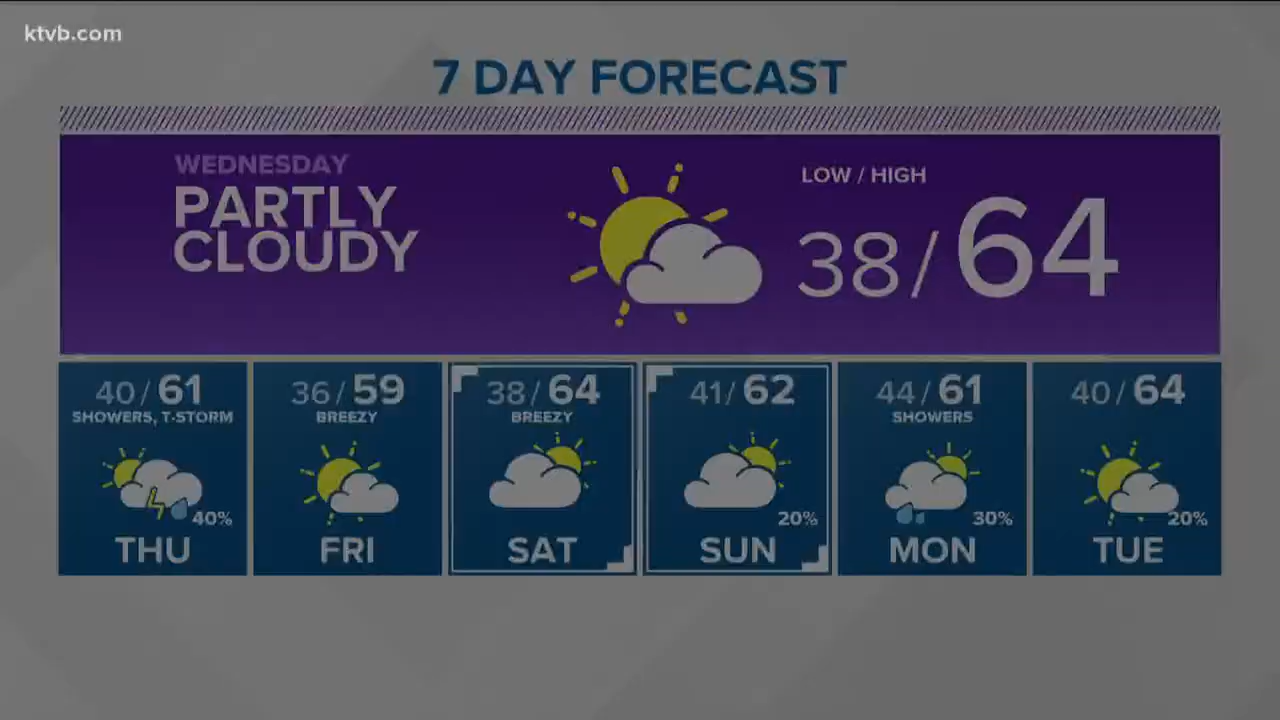 ktvb.com
7 DAY FORECAST
WEDNESDAY
PARTLY
CLOUDY
LOW / HIGH
38/64
40/61
SHOWERS, T-STORM
40%
THU
36/59
BREEZY
FRI
38/64
BREEZY
SAT
41/62
20%
SUN
44/61
SHOWERS
30%
MON
40/64
20%
TUE